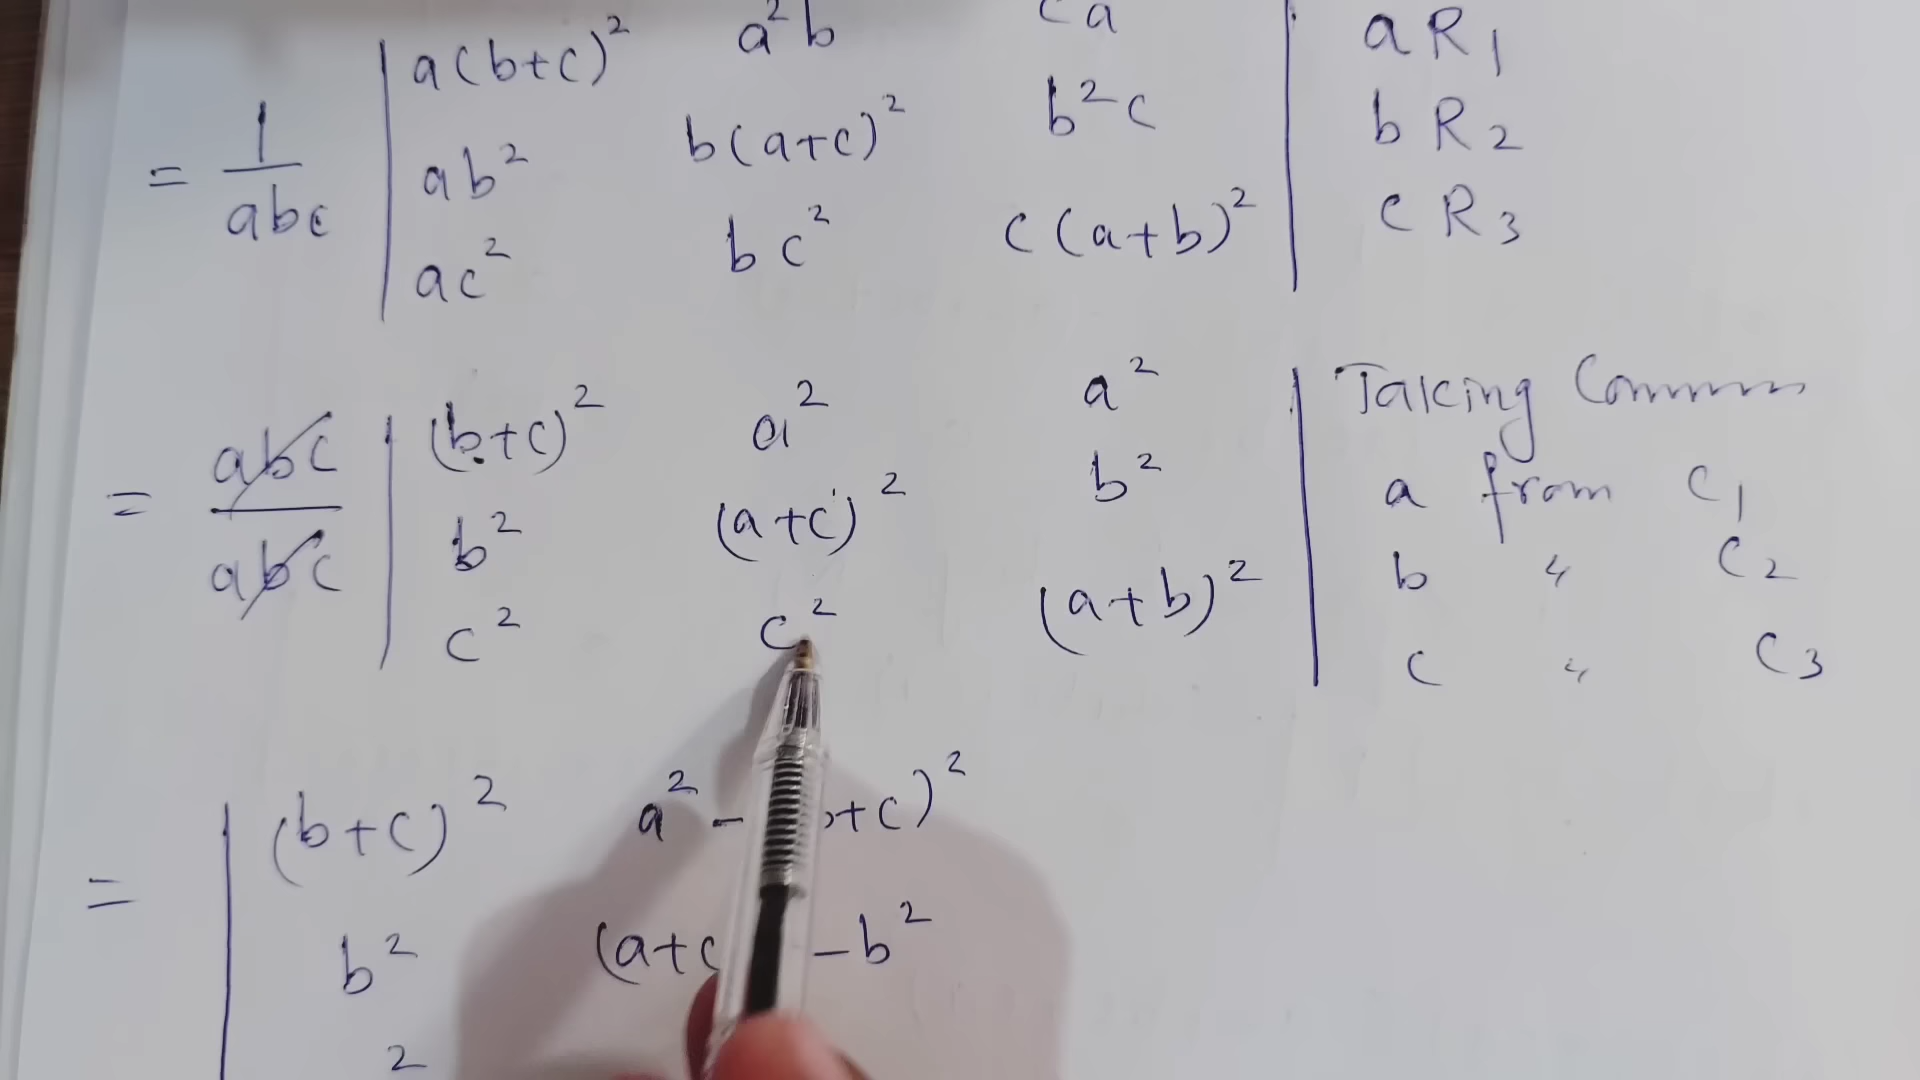 a(b+c)² a²b ca aR₁
= 1/abc ab² b(a+c)² b²c bR₂
ac² bc² c(a+b)² cR₃
(b+c)² a² a² Taking Common
= abc/abc b² (a+c)² b² a from C₁
c² c² (a+b)² b " C₂
c " C₃
(b+c)² a² - +c)²
= b² (a+c - b²
2